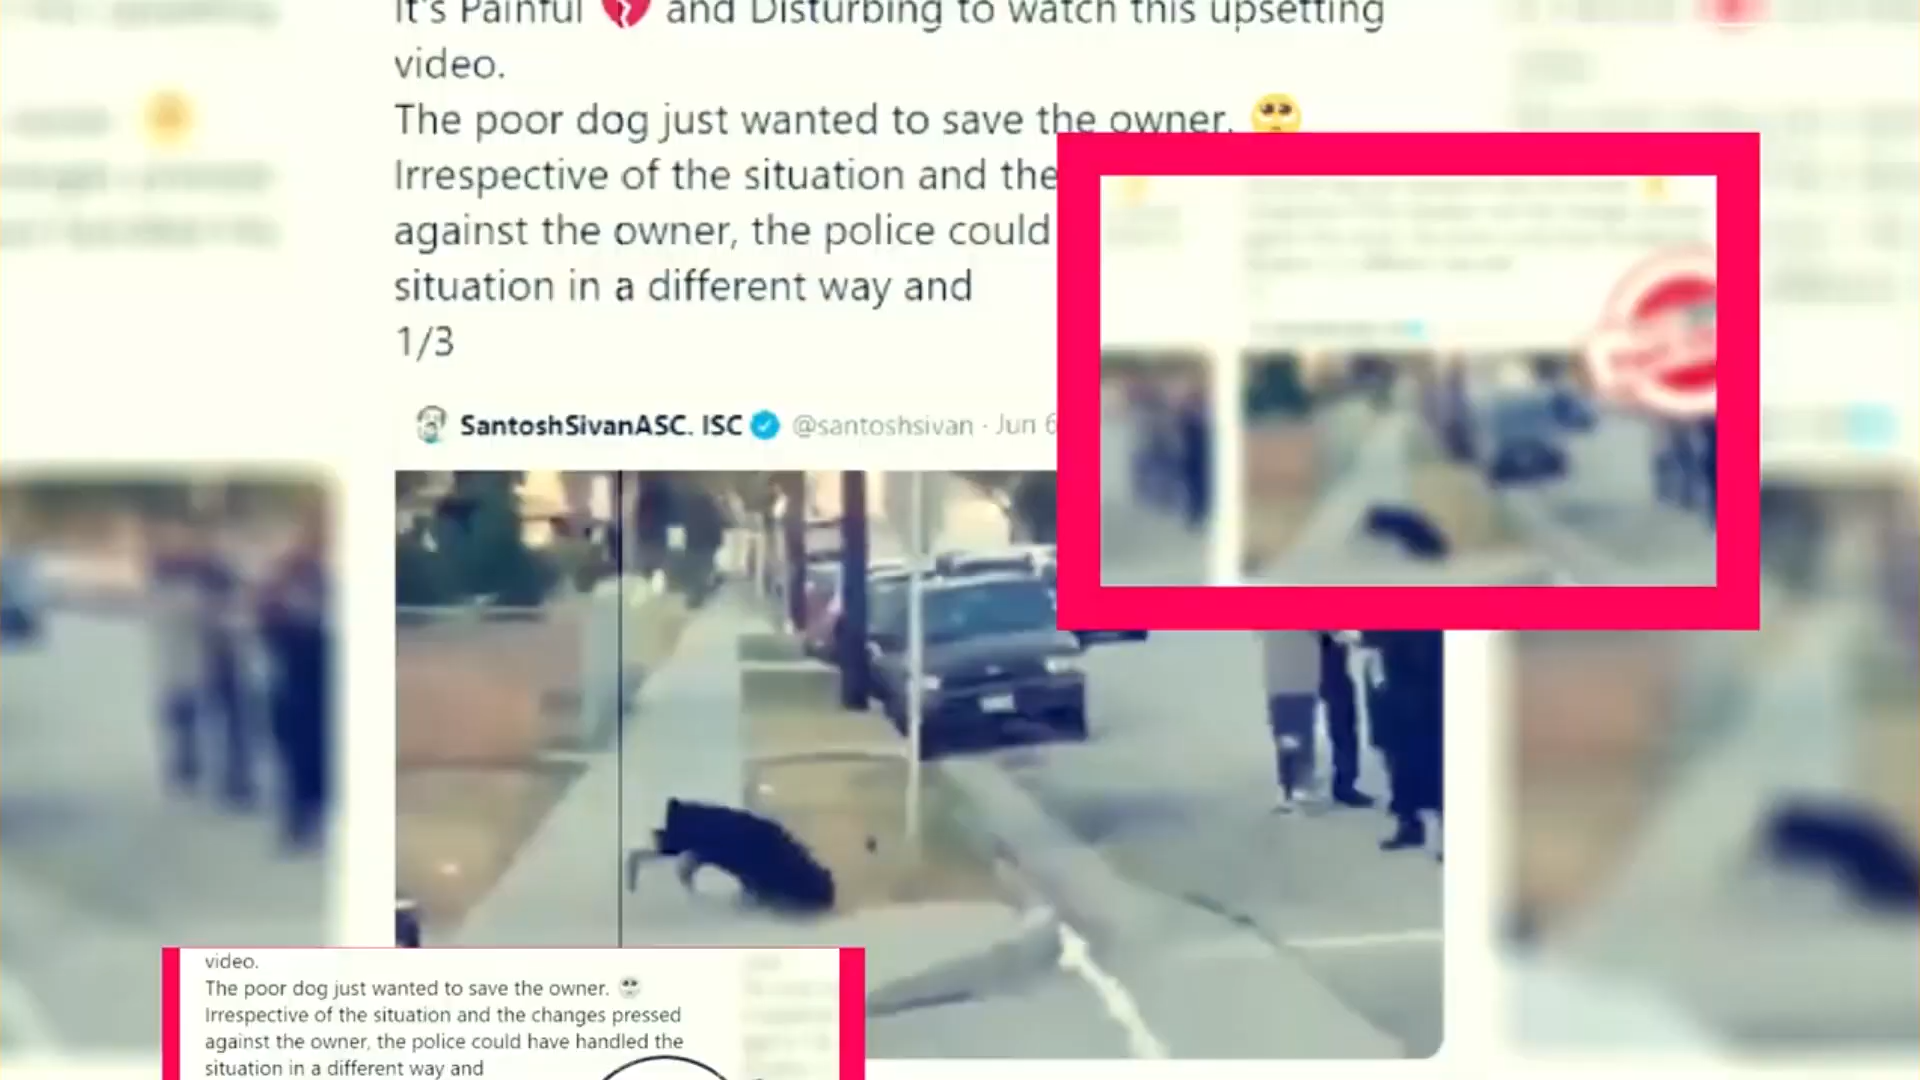 It's Painful 💔 and Disturbing to watch this upsetting
video.
The poor dog just wanted to save the owner. 🥺
Irrespective of the situation and the
against the owner, the police could
situation in a different way and
1/3
SantoshSivanASC. ISC @santoshsivan · Jun 6
video.
The poor dog just wanted to save the owner. 🥺
Irrespective of the situation and the changes pressed
against the owner, the police could have handled the
situation in a different way and